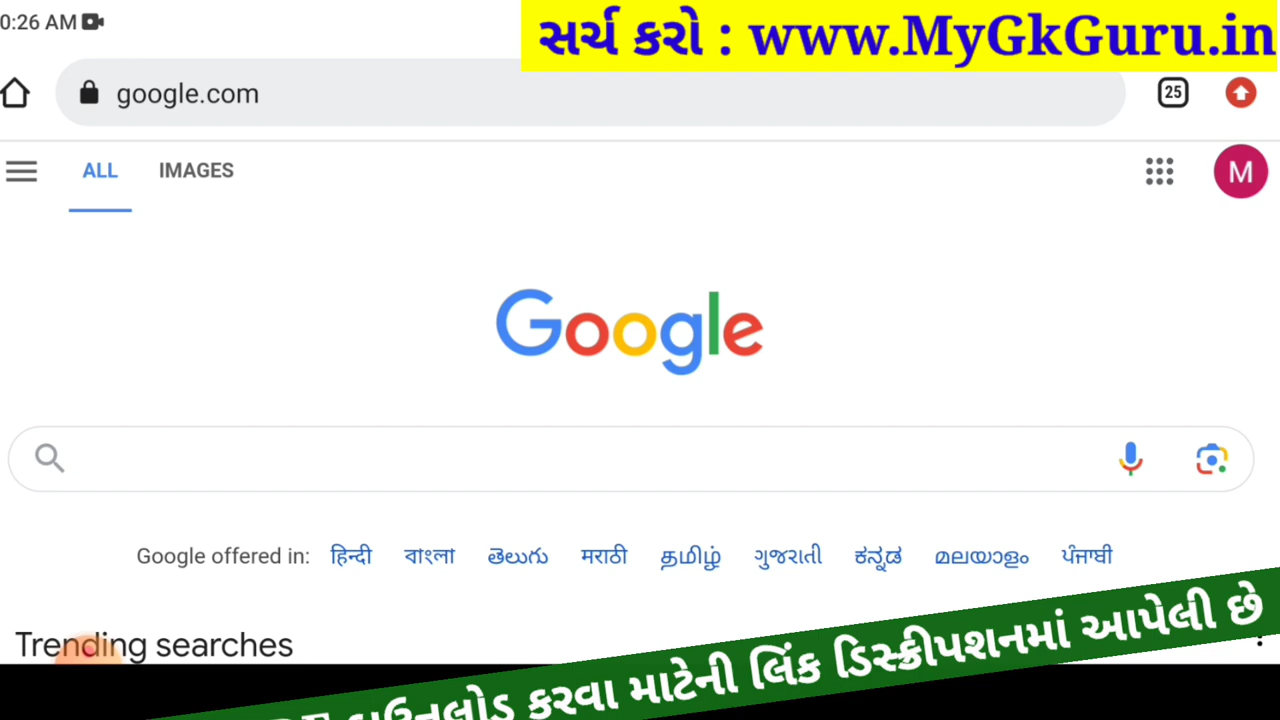 0:26 AM
સર્ચ કરો : www.MyGkGuru.in
google.com
25
ALL IMAGES
M
Google
Google offered in: हिन्दी বাংলা తెలుగు मराठी தமிழ் ગુજરાતી ಕನ್ನಡ മലയാളം ਪੰਜਾਬੀ
Trending searches
કરવા માટેની લિંક ડિસ્ક્રીપશનમાં આપેલી છે